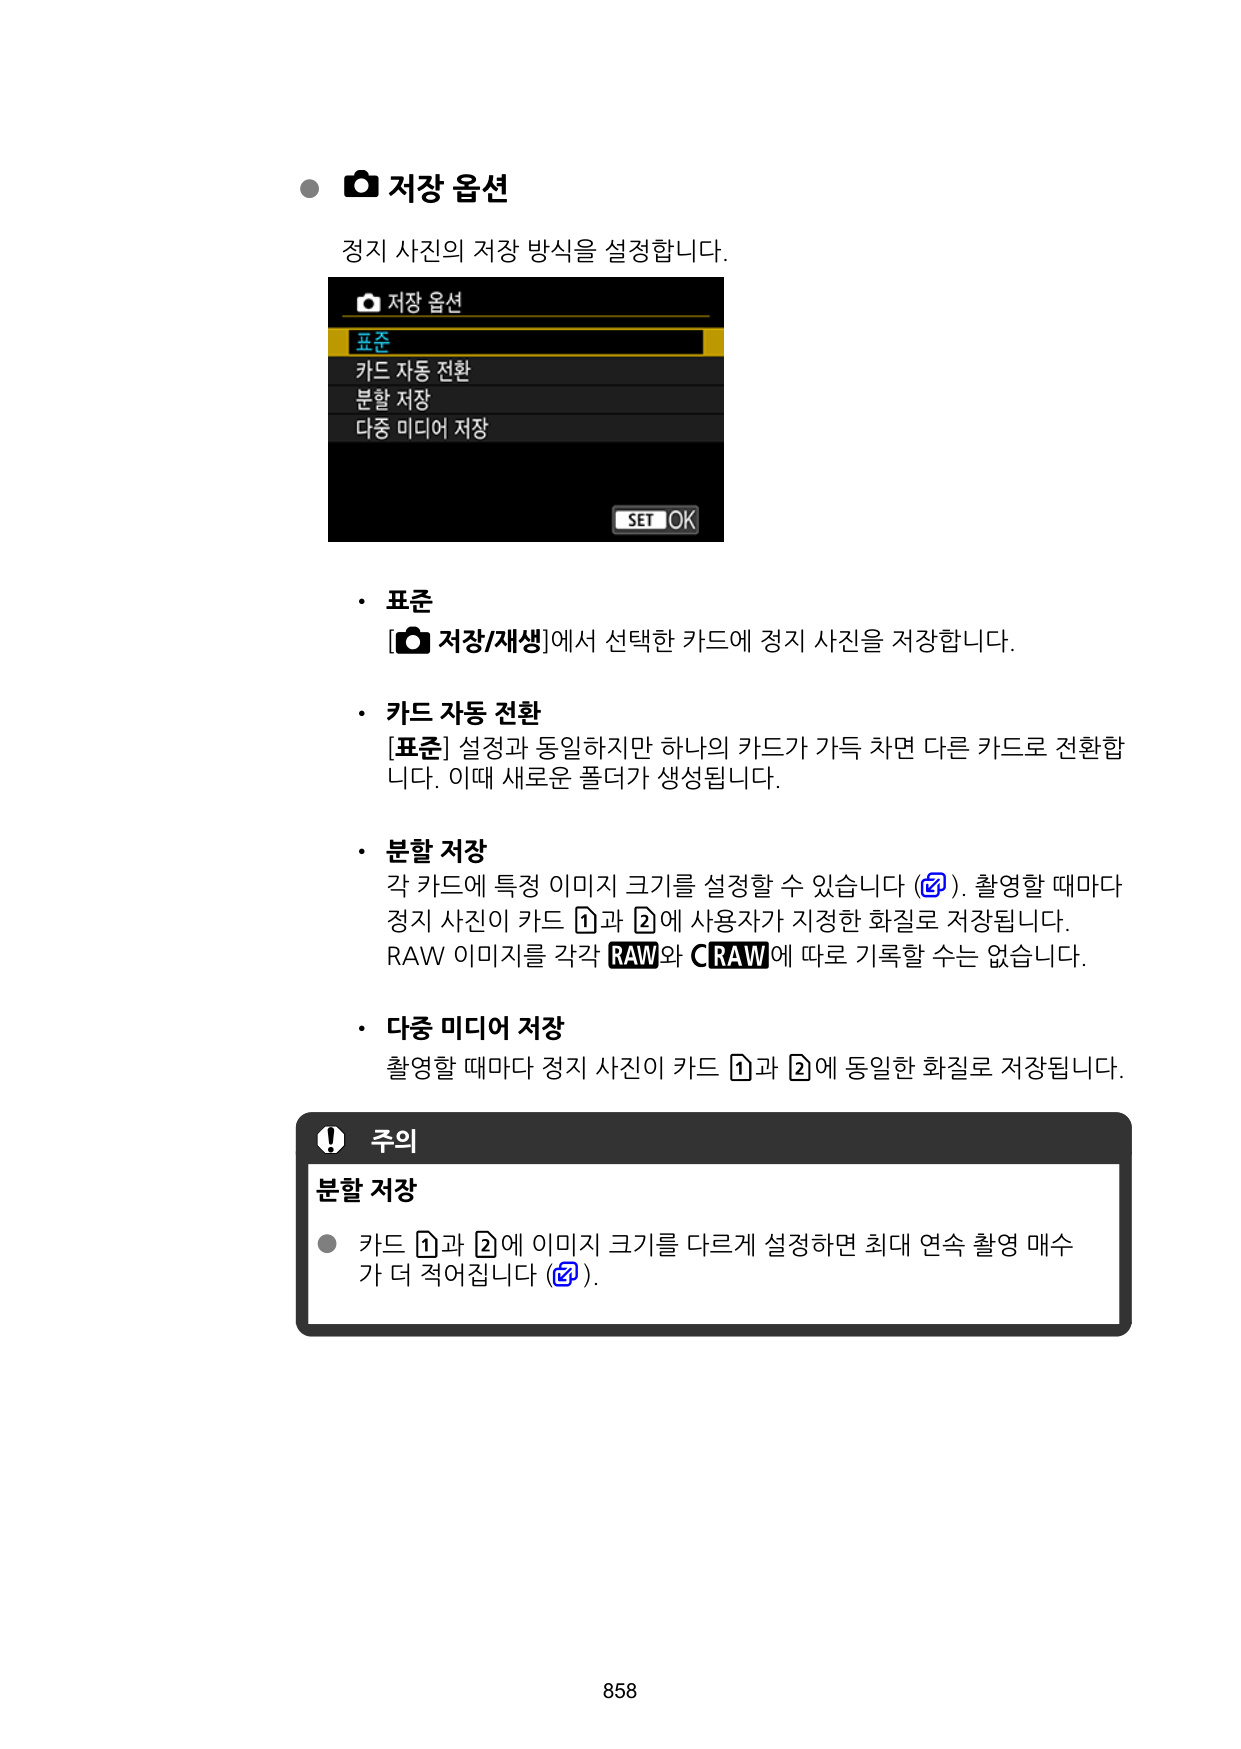 저장 옵션
정지 사진의 저장 방식을 설정합니다.
저장 옵션
표준
카드 자동 전환
분할 저장
다중 미디어 저장
SET OK
• 표준
[저장/재생]에서 선택한 카드에 정지 사진을 저장합니다.
• 카드 자동 전환
[표준] 설정과 동일하지만 하나의 카드가 가득 차면 다른 카드로 전환합
니다. 이때 새로운 폴더가 생성됩니다.
• 분할 저장
각 카드에 특정 이미지 크기를 설정할 수 있습니다 ( ). 촬영할 때마다
정지 사진이 카드 1과 2에 사용자가 지정한 화질로 저장됩니다.
RAW 이미지를 각각 RAW와 CRAW에 따로 기록할 수는 없습니다.
• 다중 미디어 저장
촬영할 때마다 정지 사진이 카드 1과 2에 동일한 화질로 저장됩니다.
주의
분할 저장
카드 1과 2에 이미지 크기를 다르게 설정하면 최대 연속 촬영 매수
가 더 적어집니다 ( ).
858